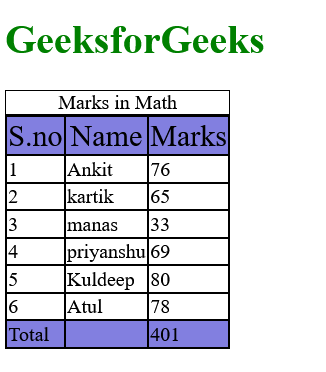 GeeksforGeeks
Marks in Math
S.no Name Marks
1 Ankit 76
2 kartik 65
3 manas 33
4 priyanshu 69
5 Kuldeep 80
6 Atul 78
Total 401